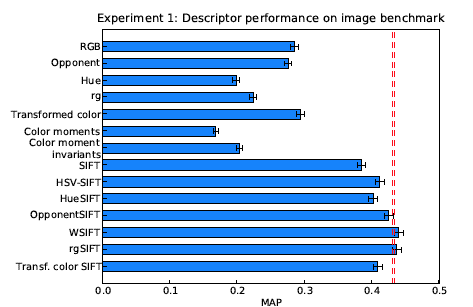 Experiment 1: Descriptor performance on image benchmark
RGB
Opponent
Hue
rg
Transformed color
Color moments
Color moment
invariants
SIFT
HSV-SIFT
HueSIFT
OpponentSIFT
WSIFT
rgSIFT
Transf. color SIFT
0.0 0.1 0.2 0.3 0.4 0.5
MAP